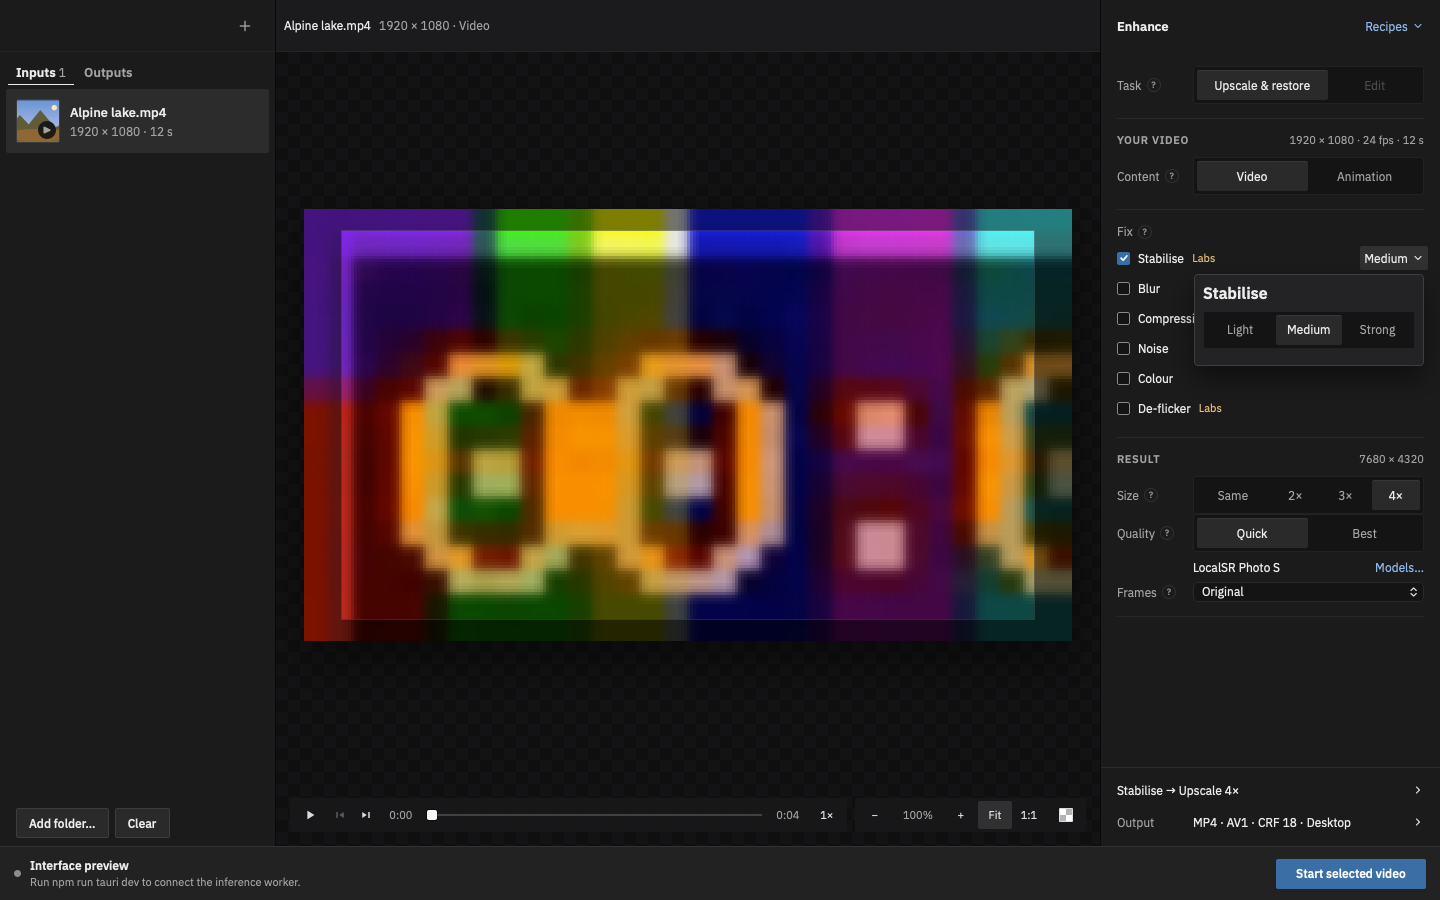 Alpine lake.mp4 1920 × 1080 · Video
Enhance
Recipes
Inputs 1
Outputs
Alpine lake.mp4
1920 × 1080 · 12 s
Task ?
Upscale & restore
Edit
YOUR VIDEO
1920 × 1080 · 24 fps · 12 s
Content ?
Video
Animation
Fix ?
Stabilise Labs
Medium
Blur
Stabilise
Compressi
Light
Medium
Strong
Noise
Colour
De-flicker Labs
RESULT
7680 × 4320
Size ?
Same
2×
3×
4×
Quality ?
Quick
Best
LocalSR Photo S
Models...
Frames ?
Original
Stabilise → Upscale 4×
Output
MP4 · AV1 · CRF 18 · Desktop
0:00
0:04
1×
−
100%
+
Fit
1:1
Add folder...
Clear
Interface preview
Run npm run tauri dev to connect the inference worker.
Start selected video